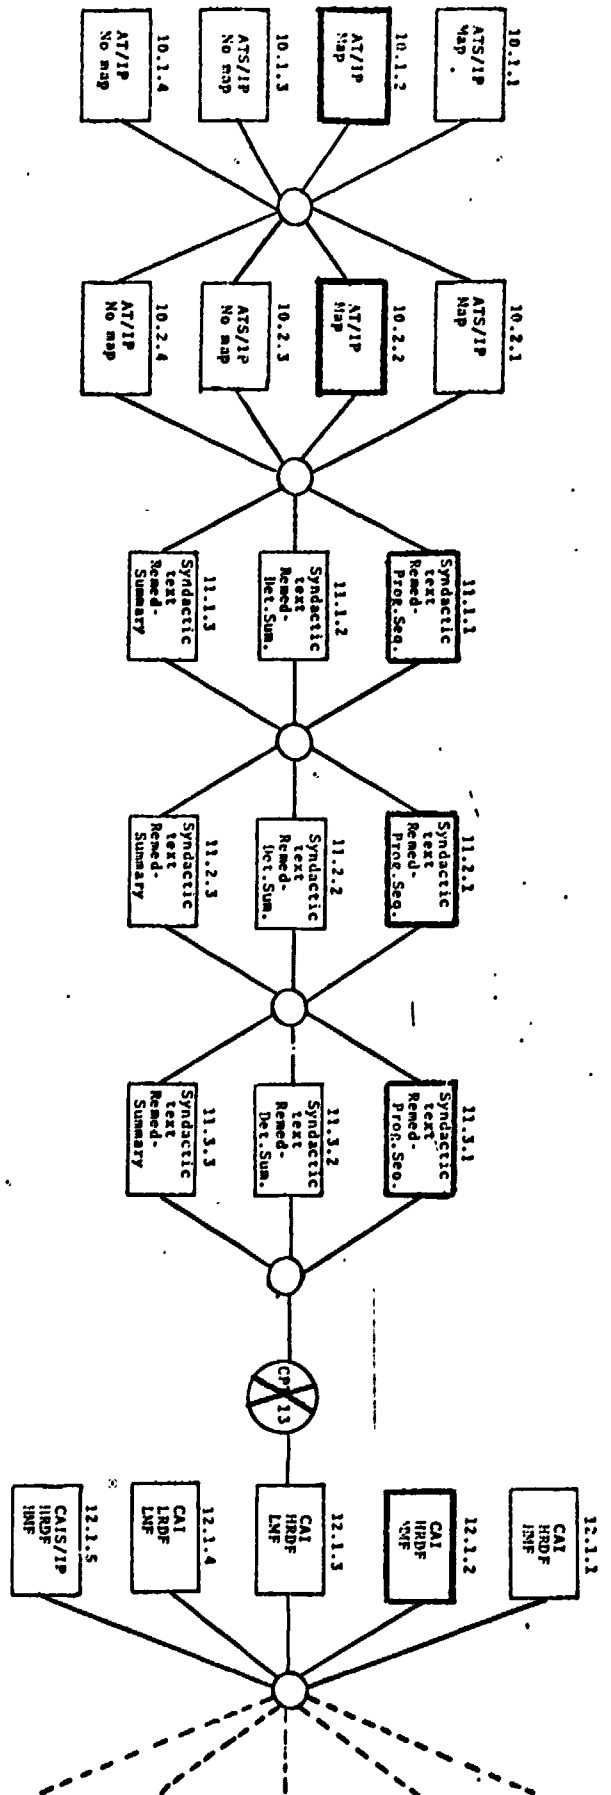 10.1.1
ATS/IP
Map
10.1.2
AT/IP
Map
10.1.3
ATS/IP
No map
10.1.4
AT/IP
No map
10.2.1
ATS/IP
Map
10.2.2
AT/IP
Map
10.2.3
ATS/IP
No map
10.2.4
AT/IP
No map
11.1.1
Syndactic
text
Remed-
Prog.Seq.
11.1.2
Syndactic
text
Remed-
Det.Sum.
11.1.3
Syndactic
text
Remed-
Summary
11.2.1
Syndactic
text
Remed-
Prog.Seq.
11.2.2
Syndactic
text
Remed-
Det.Sum.
11.2.3
Syndactic
text
Remed-
Summary
11.3.1
Syndactic
text
Remed-
Prog.Seq.
11.3.2
Syndactic
text
Remed-
Det.Sum.
11.3.3
Syndactic
text
Remed-
Summary
13
12.1.1
CAI
HRDF
12.1.2
CAI
HRDF
12.1.3
CAI
HRDF
LMF
12.1.4
CAI
LRDF
LMF
12.1.5
CAIS/IP
HRDF